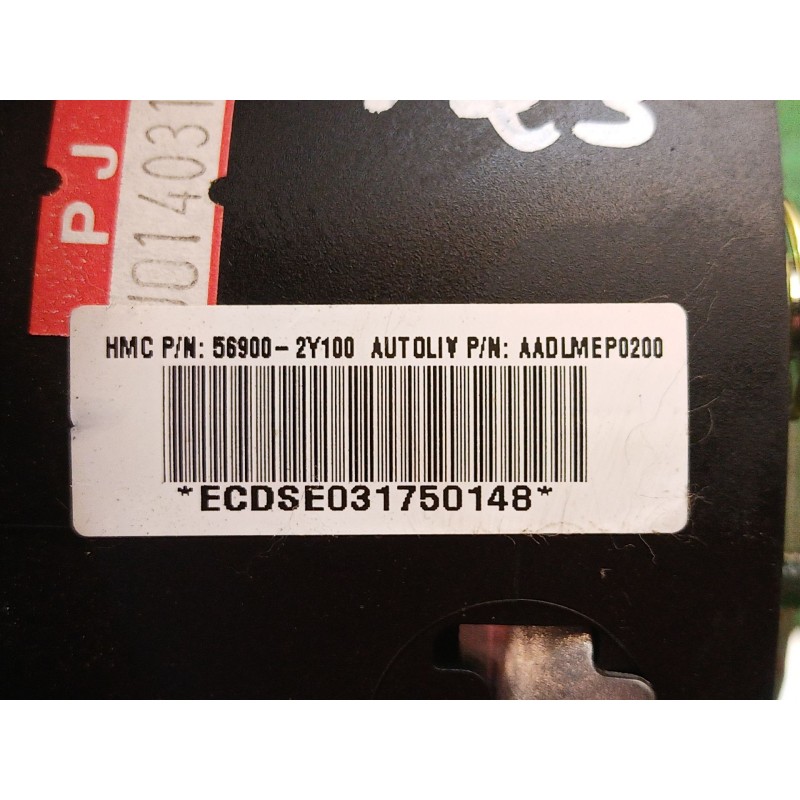 PJ
HMC P/N: 56900-2Y100 AUTOLIV P/N: AADLMEP0200
*ECDSE031750148*